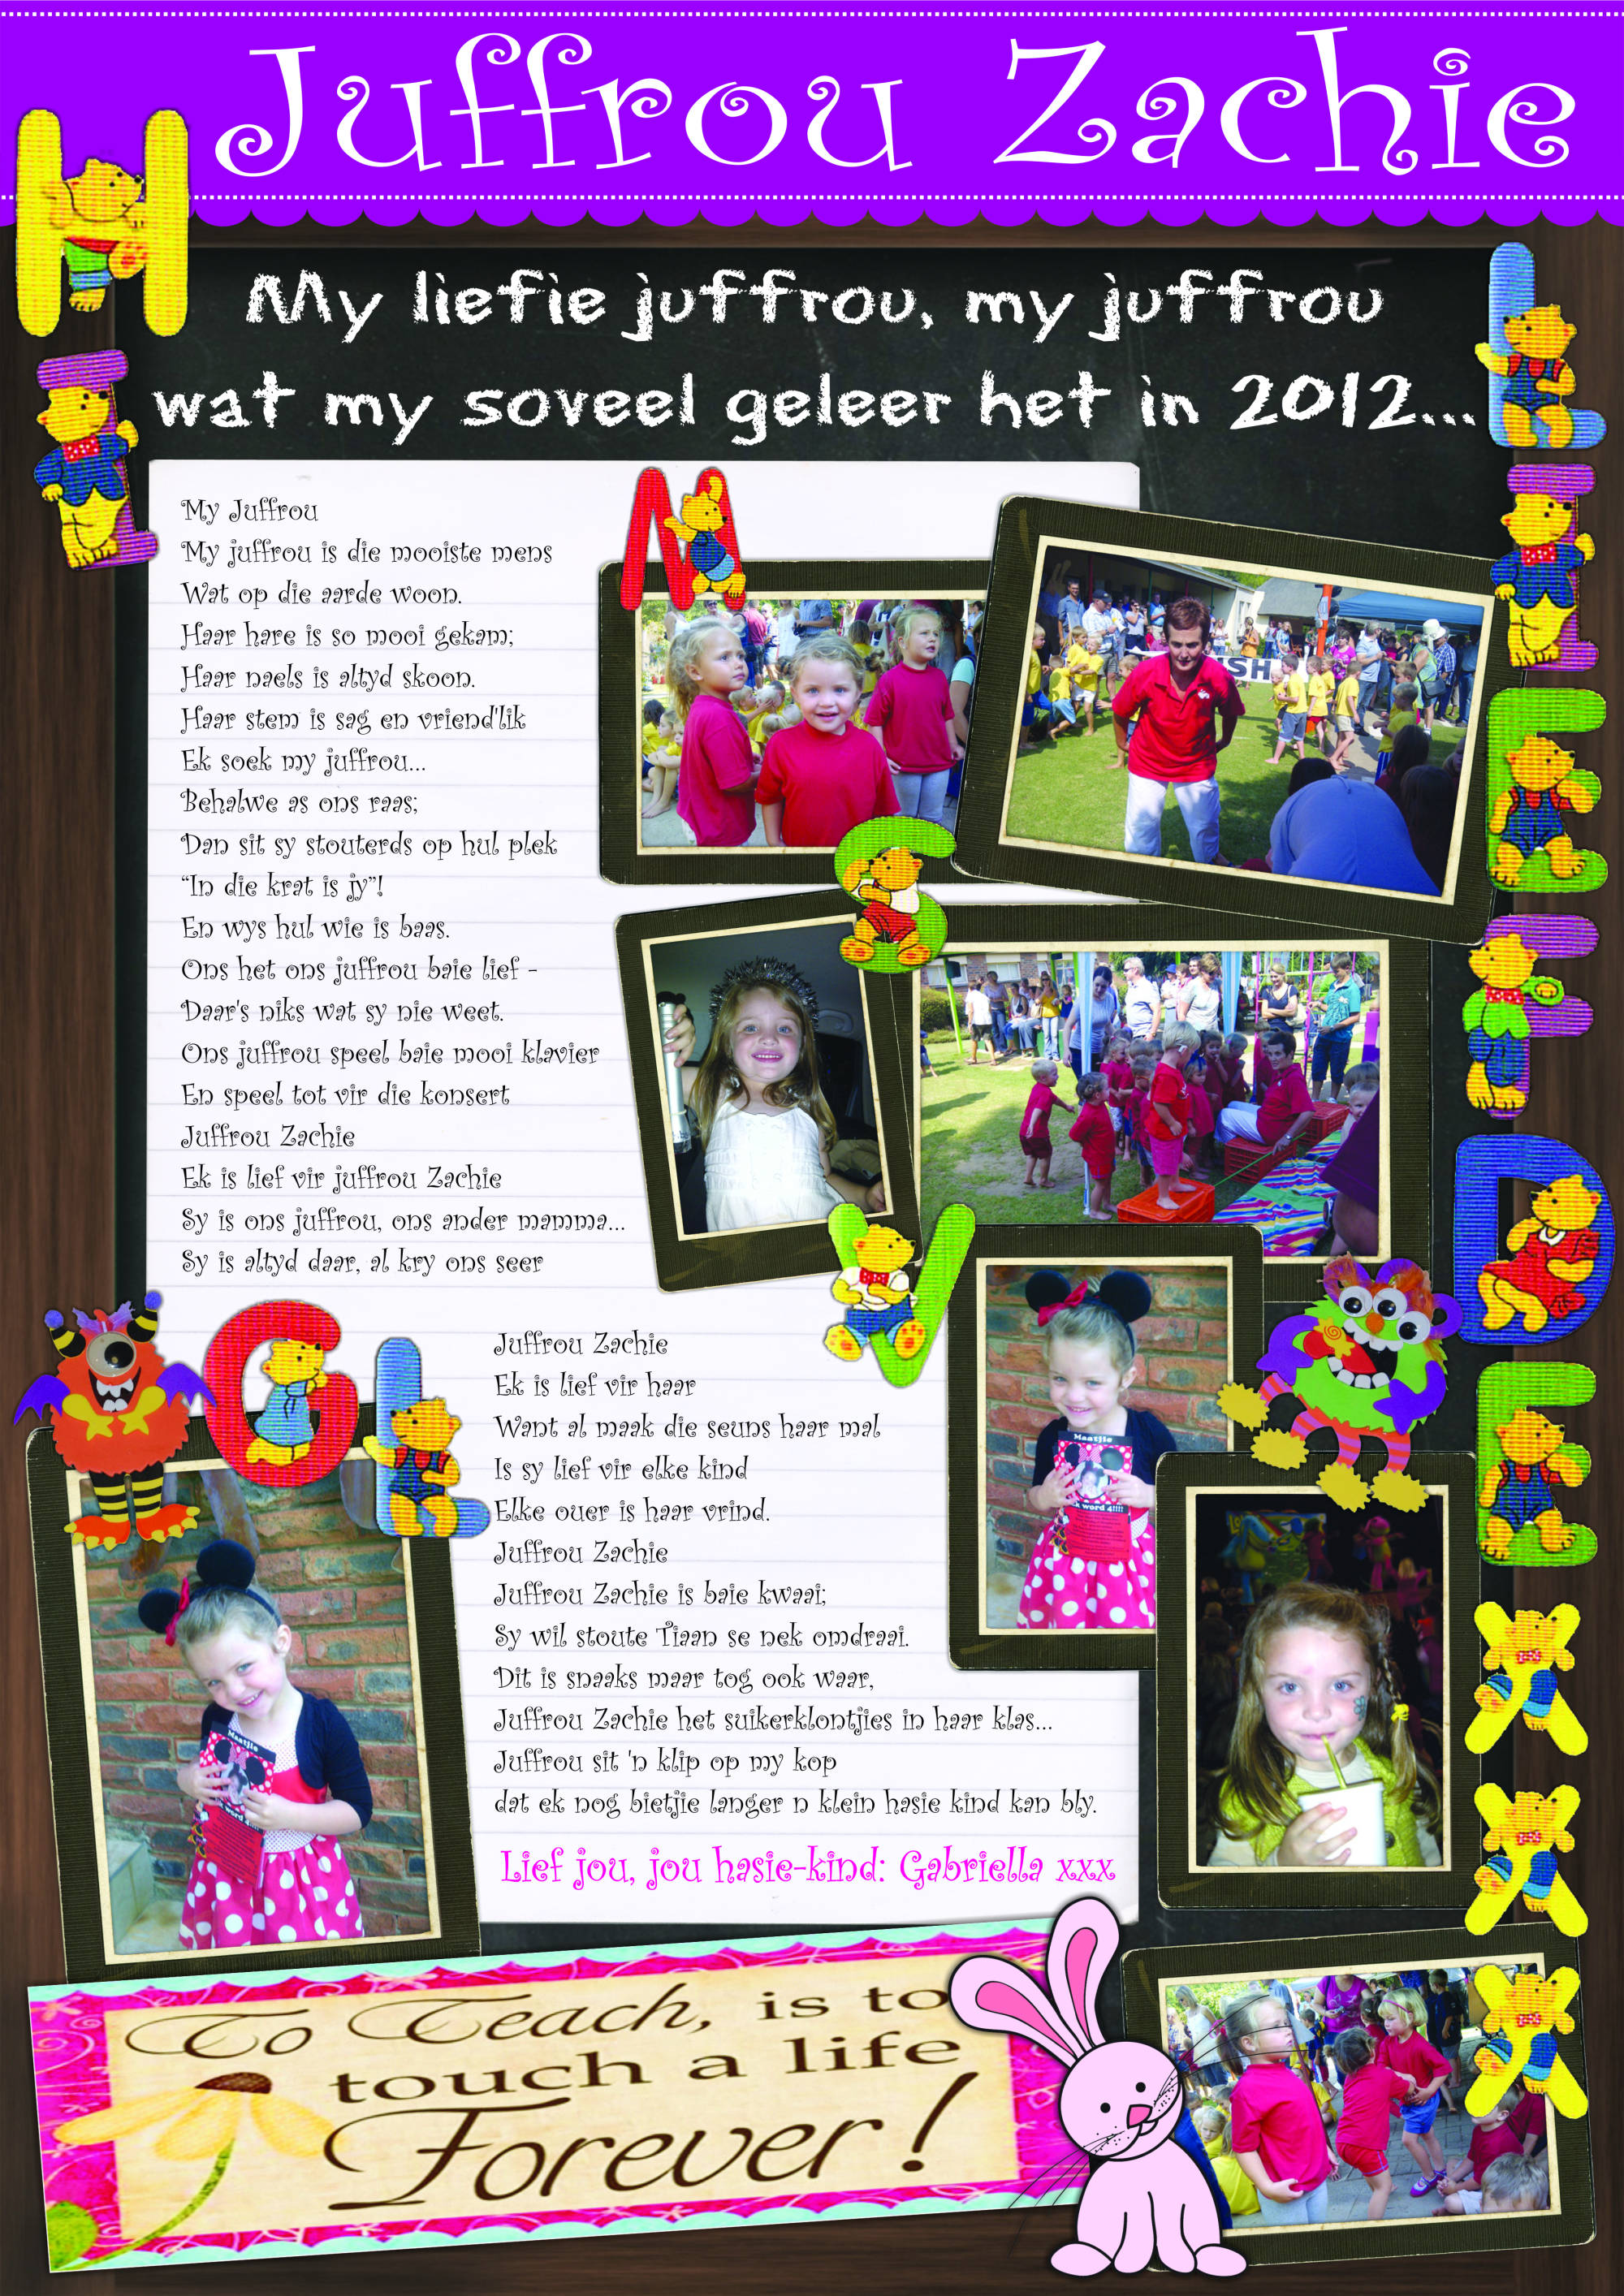 Juffrou Zachie
My liefie juffrou, my juffrou
wat my soveel geleer het in 2012...
My Juffrou
My juffrou is die mooiste mens
Wat op die aarde woon.
Haar hare is so mooi gekam;
Haar naels is altyd skoon.
Haar stem is sag en vriend'lik
Ek soek my juffrou...
Behalwe as ons raas;
Dan sit sy stouterds op hul plek
“In die krat is jy”!
En wys hul wie is baas.
Ons het ons juffrou baie lief -
Daar's niks wat sy nie weet.
Ons juffrou speel baie mooi klavier
En speel tot vir die konsert
Juffrou Zachie
Ek is lief vir juffrou Zachie
Sy is ons juffrou, ons ander mamma...
Sy is altyd daar, al kry ons seer
Juffrou Zachie
Ek is lief vir haar
Want al maak die seuns haar mal
Is sy lief vir elke kind
Elke ouer is haar vrind.
Juffrou Zachie
Juffrou Zachie is baie kwaai;
Sy wil stoute Tiaan se nek omdraai.
Dit is snaaks maar tog ook waar,
Juffrou Zachie het suikerklontjies in haar klas...
Juffrou sit 'n klip op my kop
dat ek nog bietjie langer n klein hasie kind kan bly.
Lief jou, jou hasie-kind: Gabriella xxx
H
I
M
S
V
G
L
L
I
E
F
D
E
X
X
X
ISH
Maatjie
word 4!!!!
Maatjie
word 4!!!!
To Teach, is to
touch a life
Forever!